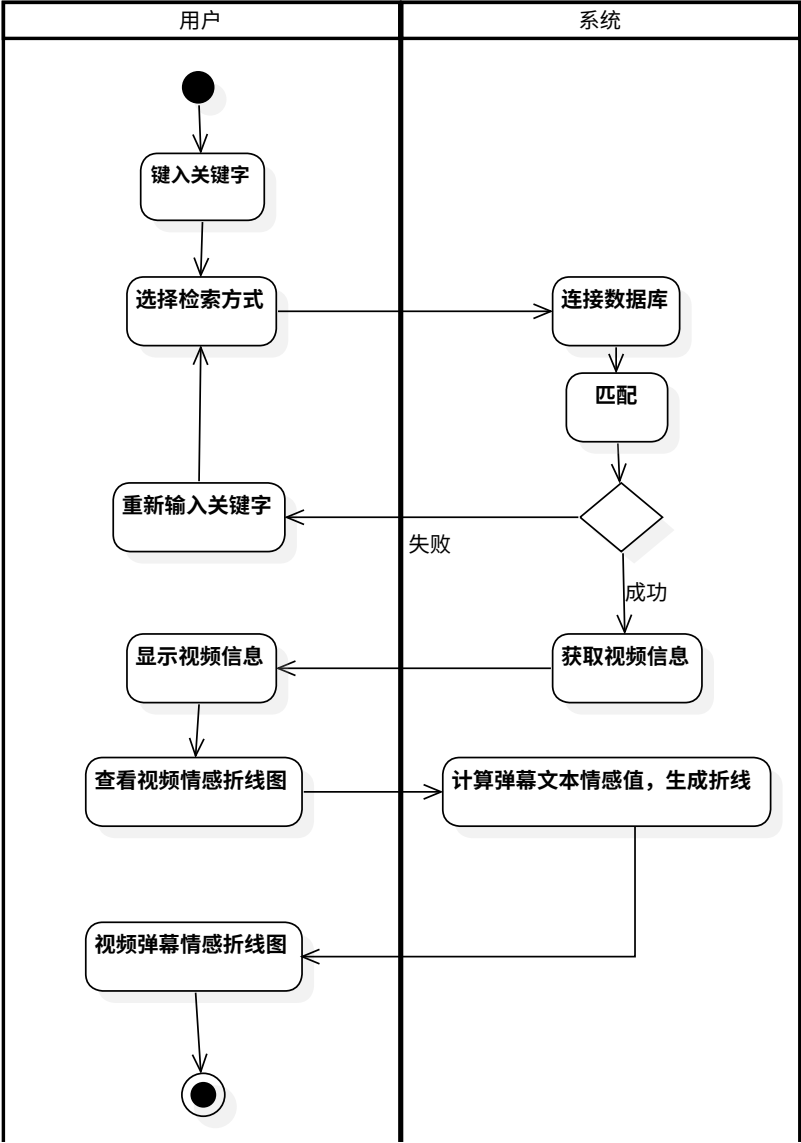 用户
系统
键入关键字
选择检索方式
连接数据库
匹配
重新输入关键字
失败
成功
显示视频信息
获取视频信息
查看视频情感折线图
计算弹幕文本情感值，生成折线
视频弹幕情感折线图